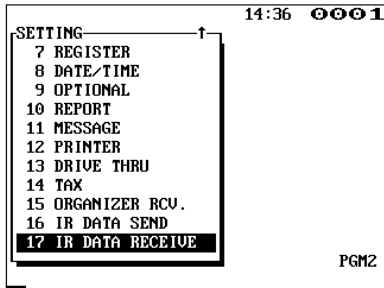 14:36 0001
SETTING ↑
7 REGISTER
8 DATE/TIME
9 OPTIONAL
10 REPORT
11 MESSAGE
12 PRINTER
13 DRIVE THRU
14 TAX
15 ORGANIZER RCV.
16 IR DATA SEND
17 IR DATA RECEIVE
PGM2